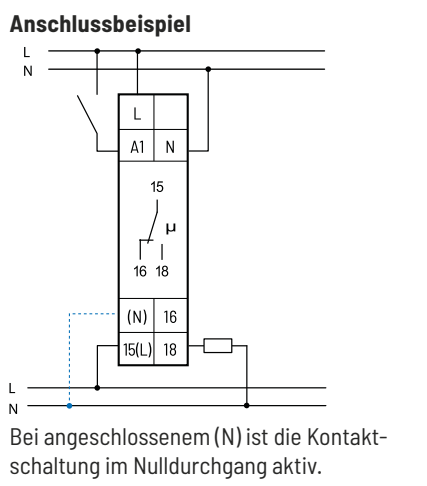 Anschlussbeispiel
L
N
L
A1 N
15
µ
16 18
(N) 16
15(L) 18
L
N
Bei angeschlossenem (N) ist die Kontakt-
schaltung im Nulldurchgang aktiv.